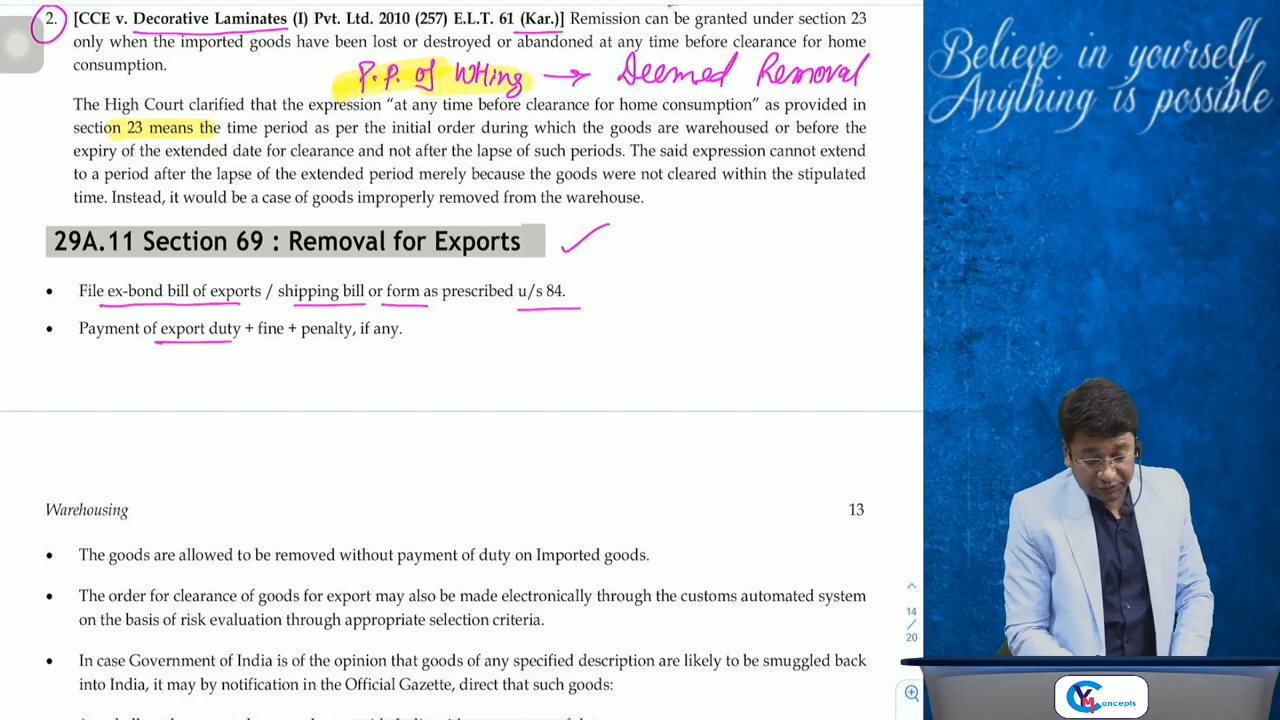 2. [CCE v. Decorative Laminates (I) Pvt. Ltd. 2010 (257) E.L.T. 61 (Kar.)] Remission can be granted under section 23
only when the imported goods have been lost or destroyed or abandoned at any time before clearance for home
consumption.
P.P. of WHing → Deemed Removal
The High Court clarified that the expression “at any time before clearance for home consumption” as provided in
section 23 means the time period as per the initial order during which the goods are warehoused or before the
expiry of the extended date for clearance and not after the lapse of such periods. The said expression cannot extend
to a period after the lapse of the extended period merely because the goods were not cleared within the stipulated
time. Instead, it would be a case of goods improperly removed from the warehouse.
29A.11 Section 69 : Removal for Exports
• File ex-bond bill of exports / shipping bill or form as prescribed u/s 84.
• Payment of export duty + fine + penalty, if any.
Warehousing 13
• The goods are allowed to be removed without payment of duty on Imported goods.
• The order for clearance of goods for export may also be made electronically through the customs automated system
on the basis of risk evaluation through appropriate selection criteria.
• In case Government of India is of the opinion that goods of any specified description are likely to be smuggled back
into India, it may by notification in the Official Gazette, direct that such goods:
14
/
20
Believe in yourself
Anything is possible
YM Concepts